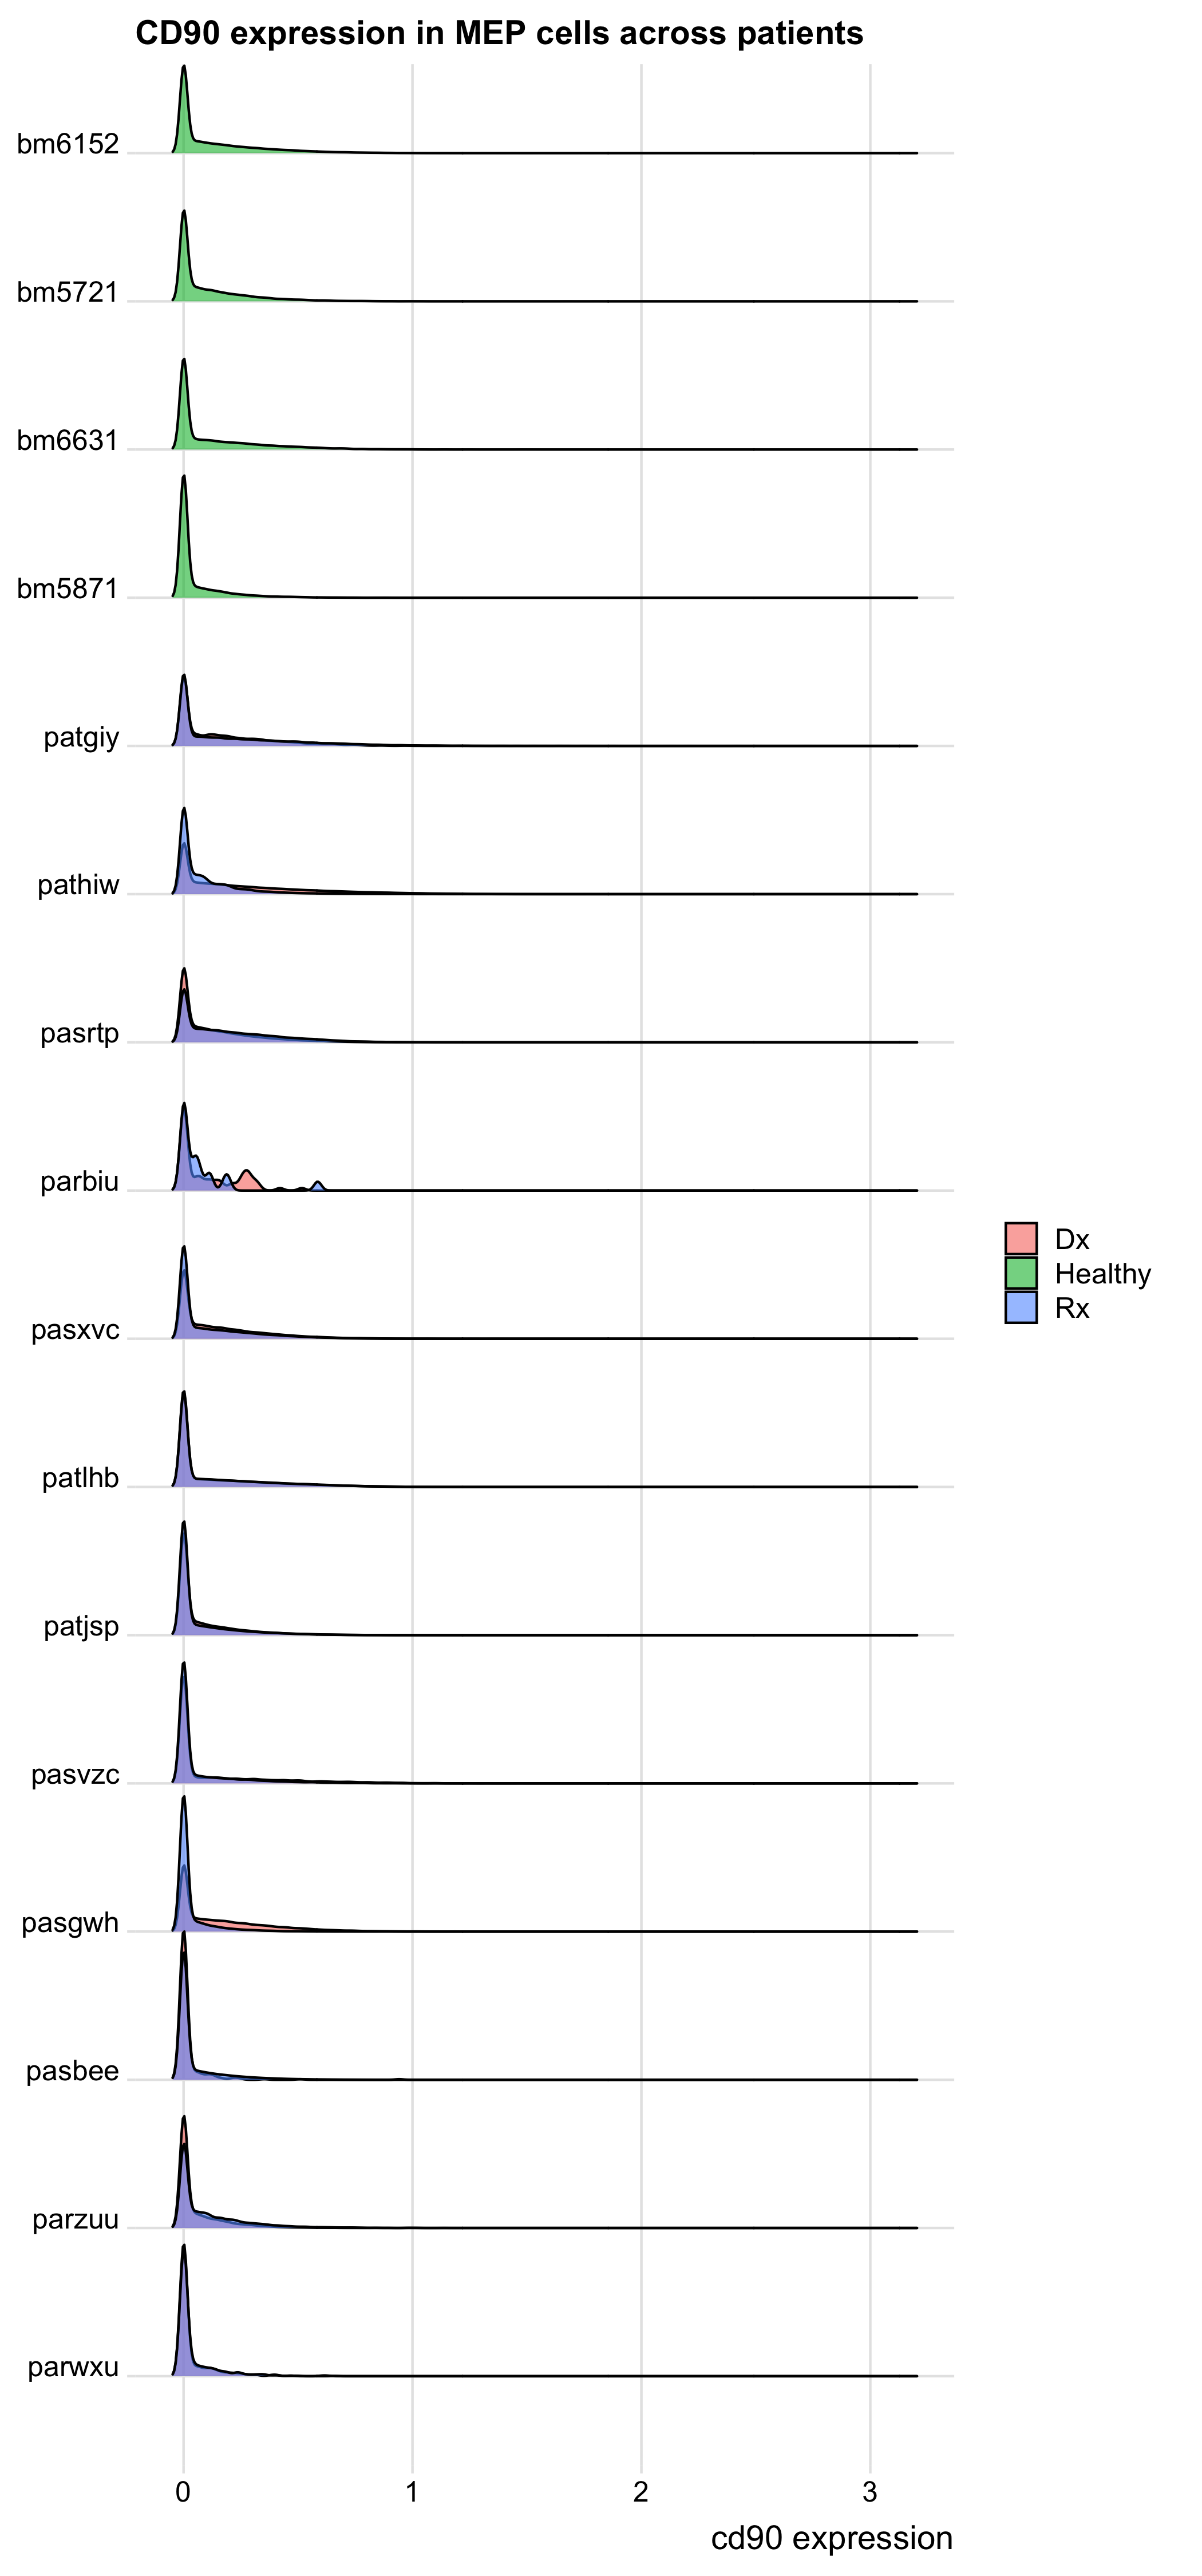 CD90 expression in MEP cells across patients
bm6152
bm5721
bm6631
bm5871
patgiy
pathiw
pasrtp
parbiu
pasxvc
patlhb
patjsp
pasvzc
pasgwh
pasbee
parzuu
parwxu
Dx
Healthy
Rx
0 1 2 3
cd90 expression